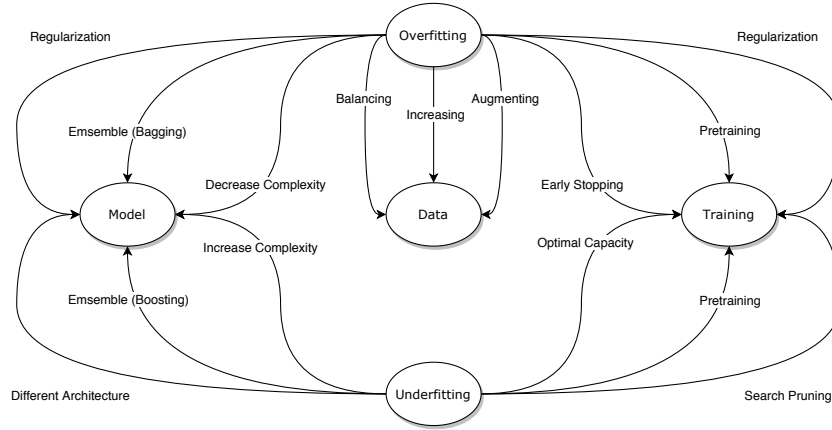 Overfitting
Regularization
Regularization
Balancing
Augmenting
Increasing
Emsemble (Bagging)
Pretraining
Decrease Complexity
Early Stopping
Model
Data
Training
Increase Complexity
Optimal Capacity
Emsemble (Boosting)
Pretraining
Different Architecture
Underfitting
Search Pruning